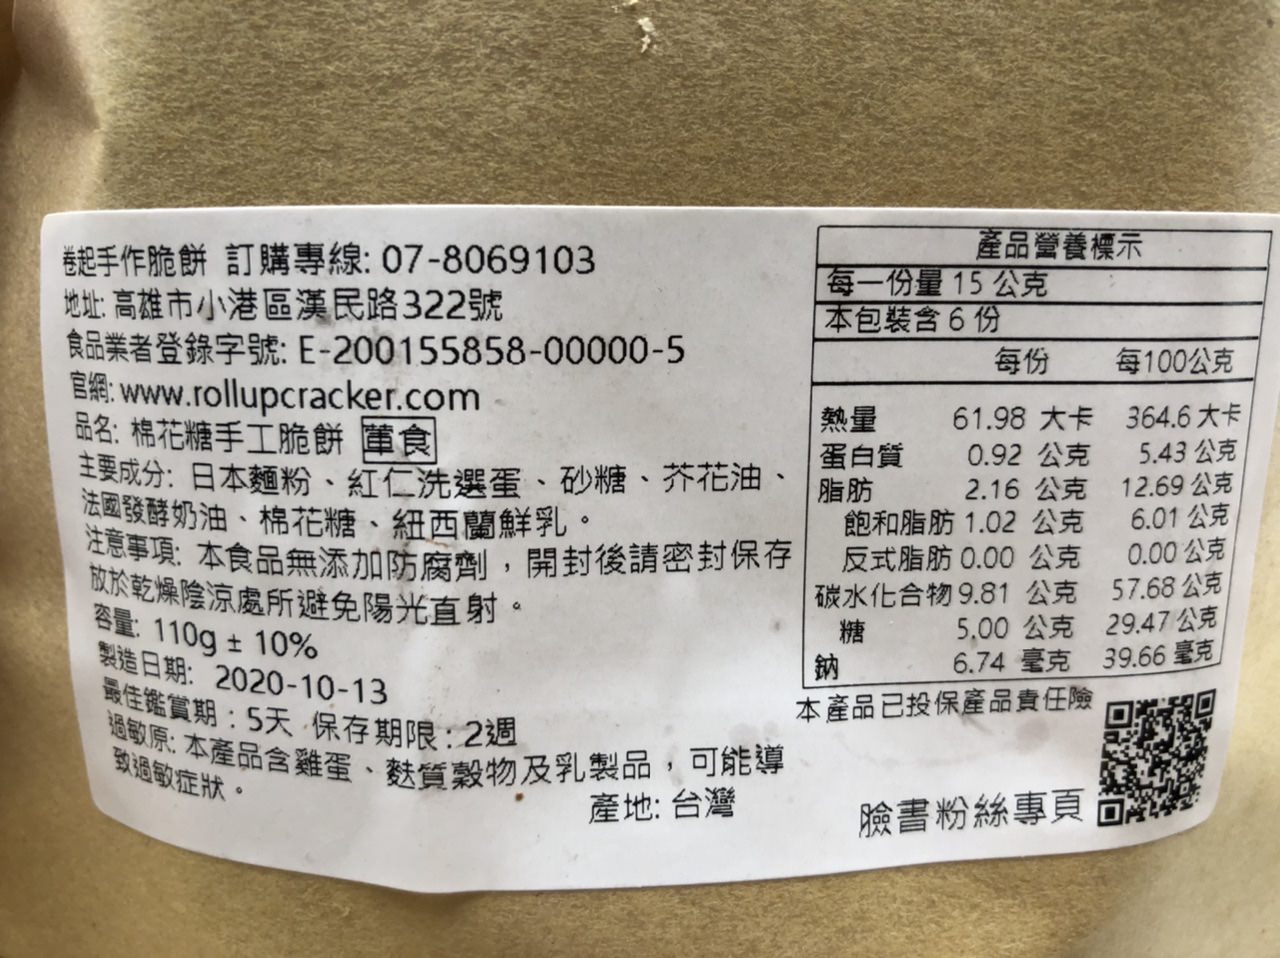 卷起手作脆餅 訂購專線: 07-8069103
地址: 高雄市小港區漢民路322號
食品業者登錄字號: E-200155858-00000-5
官網: www.rollupcracker.com
品名: 棉花糖手工脆餅 葷食
主要成分: 日本麵粉、紅仁洗選蛋、砂糖、芥花油、
法國發酵奶油、棉花糖、紐西蘭鮮乳。
注意事項: 本食品無添加防腐劑，開封後請密封保存
放於乾燥陰涼處所避免陽光直射。
容量: 110g ± 10%
製造日期: 2020-10-13
最佳鑑賞期：5天 保存期限：2週
過敏原: 本產品含雞蛋、麩質穀物及乳製品，可能導
致過敏症狀。
產地: 台灣
產品營養標示
每一份量 15 公克
本包裝含 6 份
每份 每100公克
熱量 61.98 大卡 364.6 大卡
蛋白質 0.92 公克 5.43 公克
脂肪 2.16 公克 12.69 公克
飽和脂肪 1.02 公克 6.01 公克
反式脂肪 0.00 公克 0.00 公克
碳水化合物 9.81 公克 57.68 公克
糖 5.00 公克 29.47 公克
鈉 6.74 毫克 39.66 毫克
本產品已投保產品責任險
臉書粉絲專頁